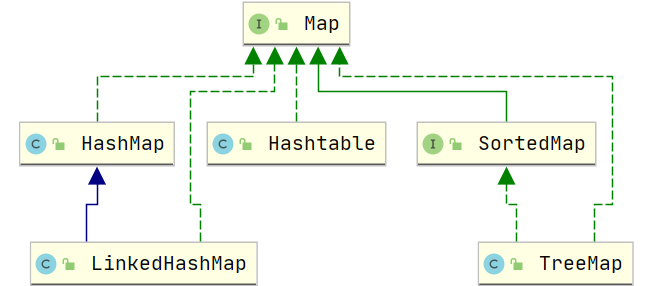 I Map
C HashMap
C Hashtable
I SortedMap
C LinkedHashMap
C TreeMap